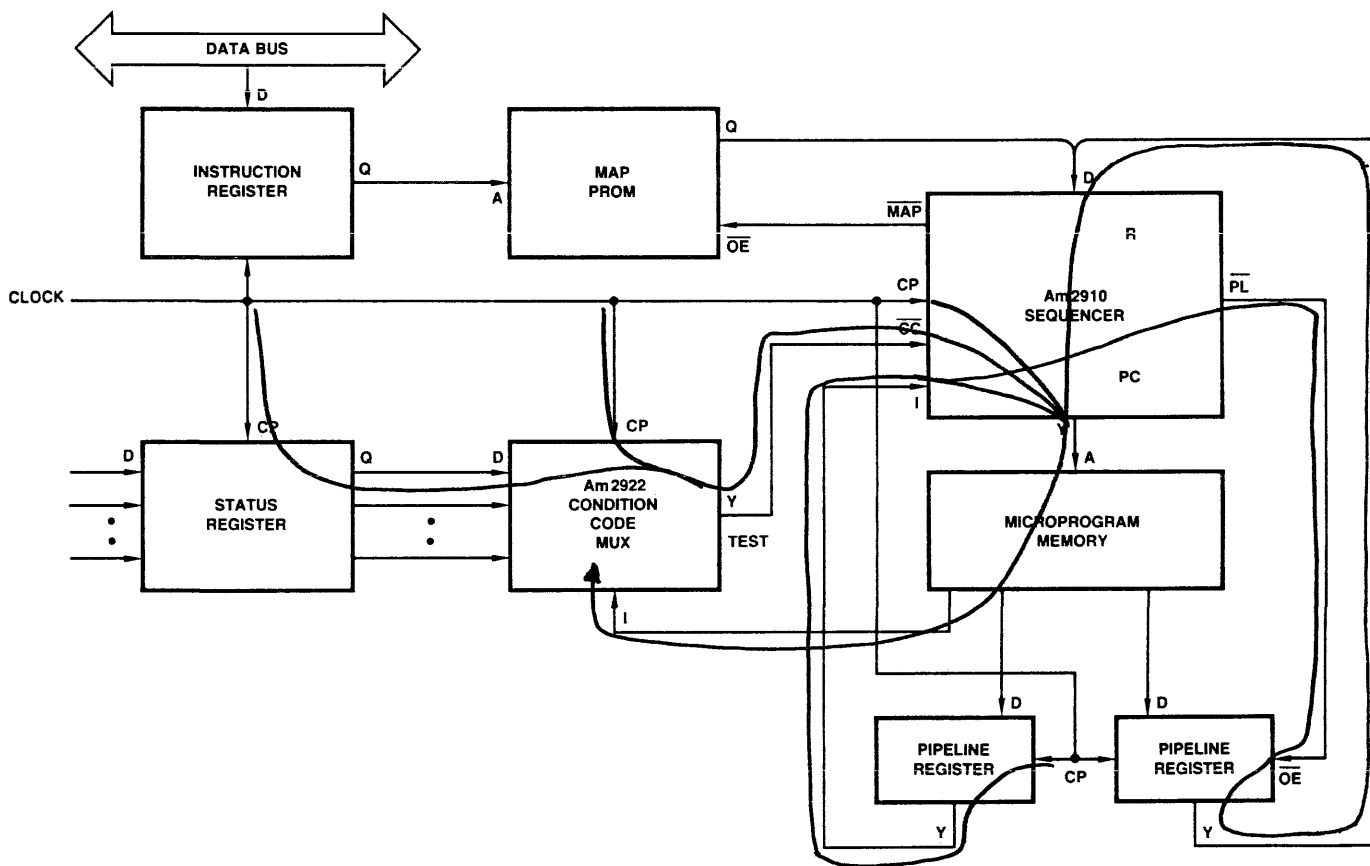 DATA BUS
D
INSTRUCTION
REGISTER
Q
A
MAP
PROM
Q
OE
MAP
D
R
CLOCK
CP
Am2910
SEQUENCER
PL
CC
I
PC
Y
A
CP
D
STATUS
REGISTER
Q
CP
D
Am2922
CONDITION
CODE
MUX
Y
TEST
I
MICROPROGRAM
MEMORY
D
D
PIPELINE
REGISTER
CP
PIPELINE
REGISTER
OE
Y
Y